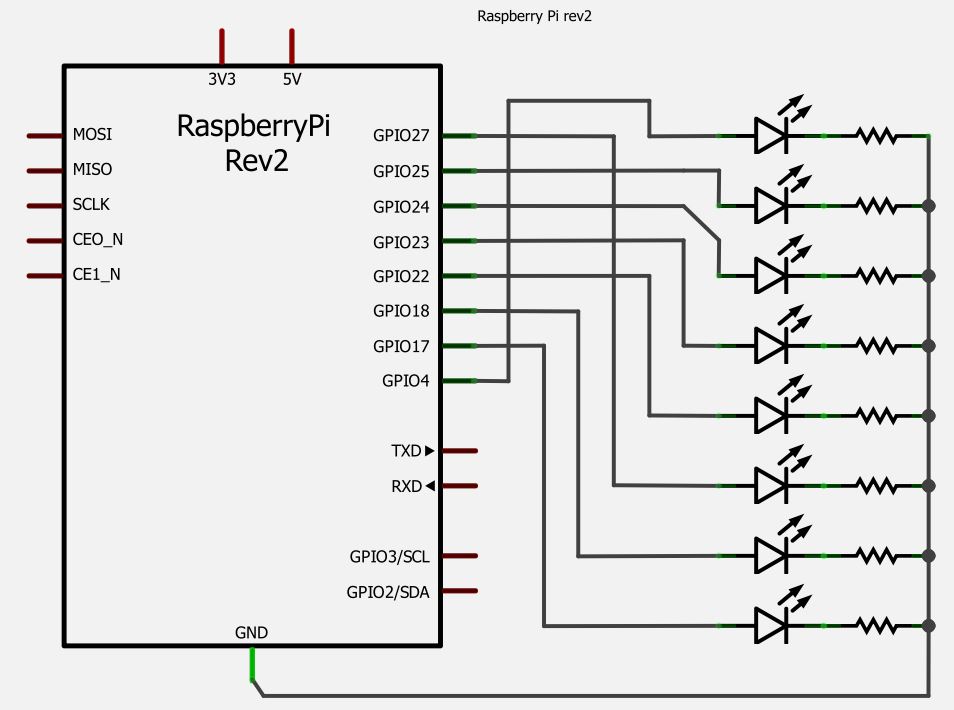 Raspberry Pi rev2
3V3
5V
RaspberryPi
Rev2
MOSI
MISO
SCLK
CEO_N
CE1_N
GPIO27
GPIO25
GPIO24
GPIO23
GPIO22
GPIO18
GPIO17
GPIO4
TXD
RXD
GPIO3/SCL
GPIO2/SDA
GND